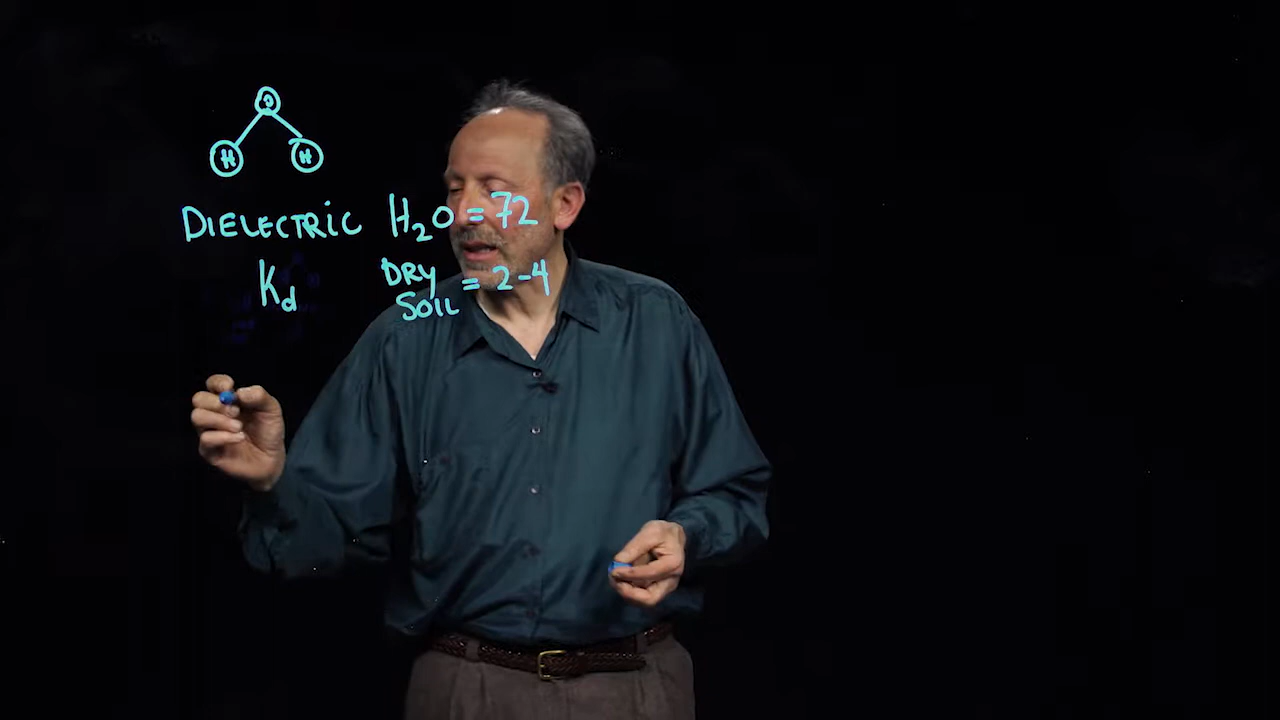 O
H H
DIELECTRIC H₂O = 72
Kd DRY SOIL = 2-4